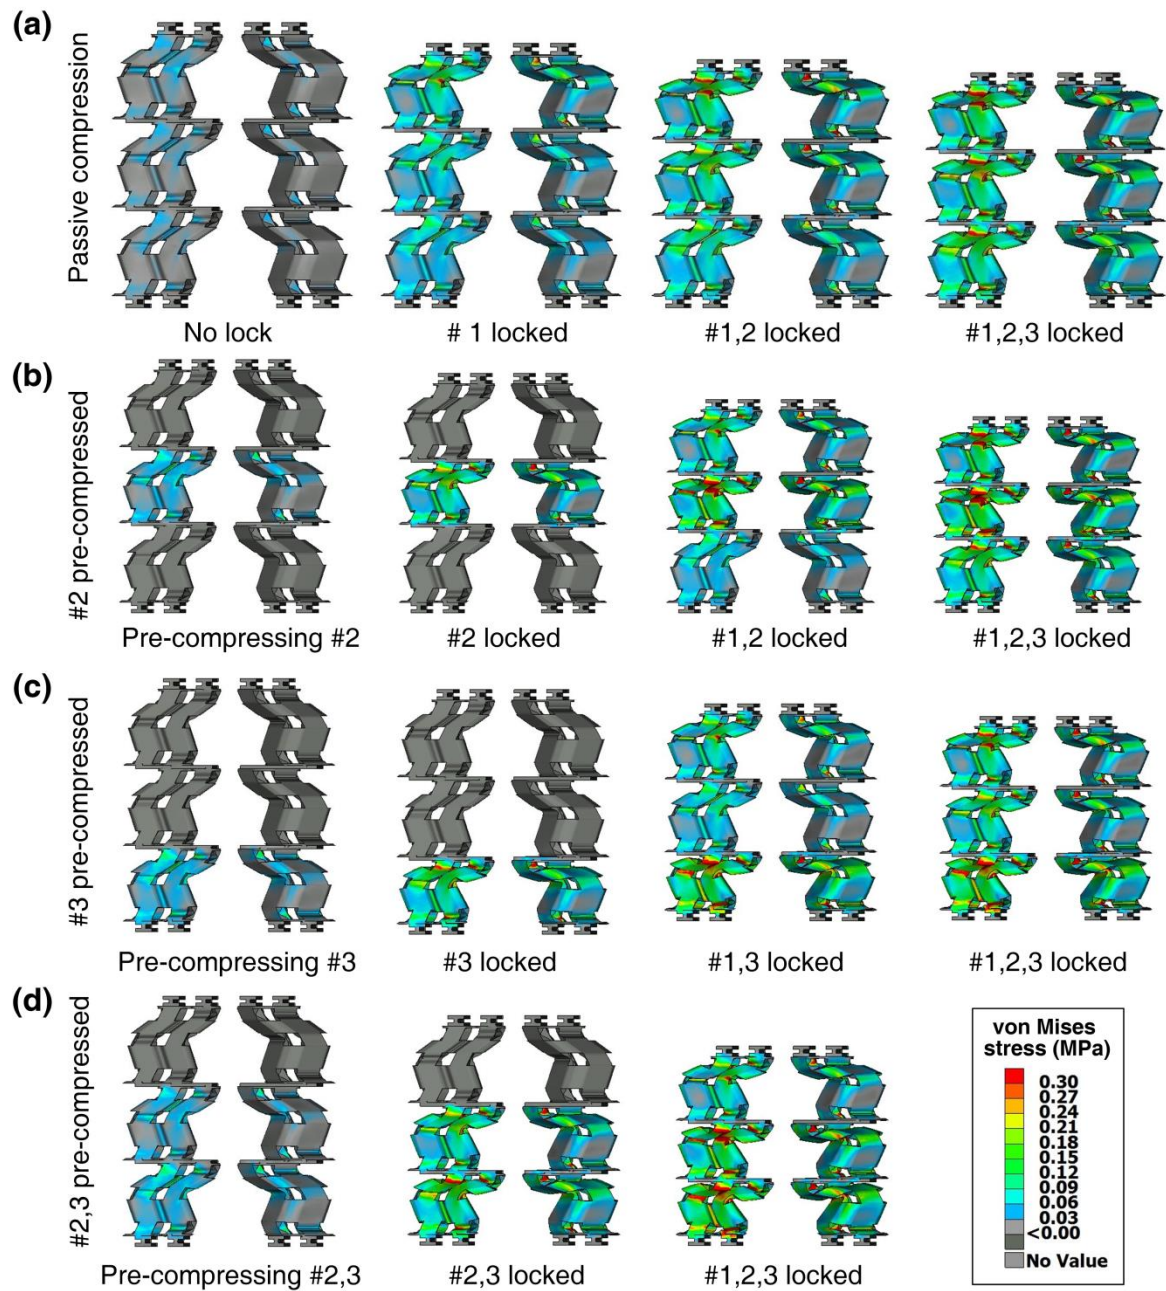 (a)
Passive compression
No lock
# 1 locked
#1,2 locked
#1,2,3 locked
(b)
#2 pre-compressed
Pre-compressing #2
#2 locked
#1,2 locked
#1,2,3 locked
(c)
#3 pre-compressed
Pre-compressing #3
#3 locked
#1,3 locked
#1,2,3 locked
(d)
#2,3 pre-compressed
Pre-compressing #2,3
#2,3 locked
#1,2,3 locked
von Mises
stress (MPa)
0.30
0.27
0.24
0.21
0.18
0.15
0.12
0.09
0.06
0.03
<0.00
No Value